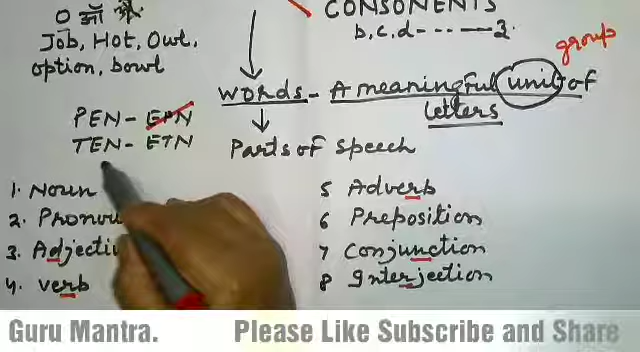 O ऑ
Job, Hot, Owl,
option, bowl
CONSONENTS
b, c, d - - - - - - - z.
group
WORDS - A meaningful unit of
letters
PEN - EPN
TEN - ETN
Parts of speech
1. Noun
2. Pronou
3. Adjecti
4. verb
5 Adverb
6 Preposition
7 Conjunction
8 Interjection
Guru Mantra. Please Like Subscribe and Share